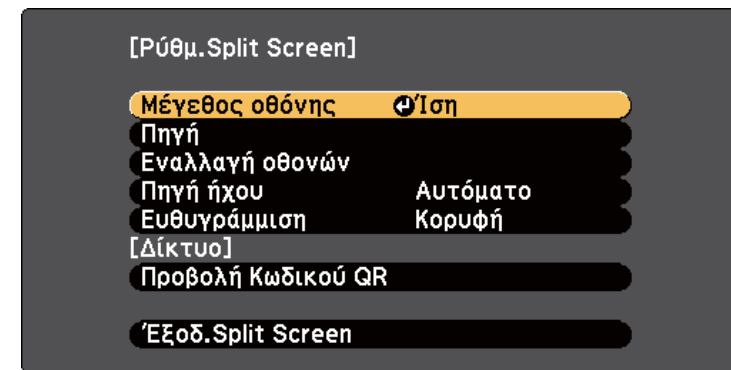 [Ρύθμ.Split Screen]
Μέγεθος οθόνης Ίση
Πηγή
Εναλλαγή οθονών
Πηγή ήχου Αυτόματο
Ευθυγράμμιση Κορυφή
[Δίκτυο]
Προβολή Κωδικού QR
Έξοδ.Split Screen